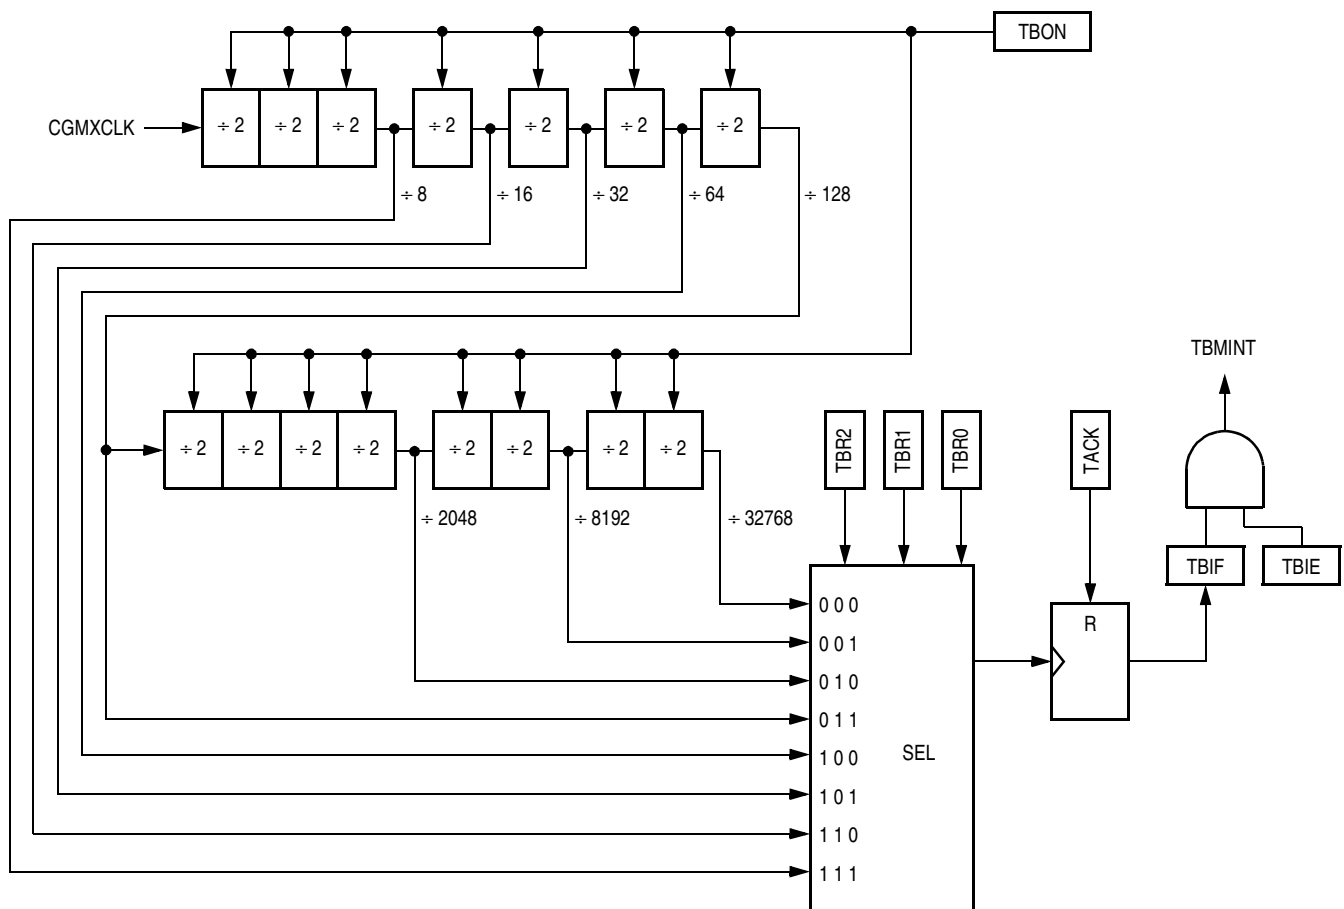 TBON
CGMXCLK
÷ 2
÷ 2
÷ 2
÷ 2
÷ 2
÷ 2
÷ 2
÷ 8
÷ 16
÷ 32
÷ 64
÷ 128
TBMINT
÷ 2
÷ 2
÷ 2
÷ 2
÷ 2
÷ 2
÷ 2
÷ 2
TBR2
TBR1
TBR0
TACK
÷ 2048
÷ 8192
÷ 32768
TBIF
TBIE
0 0 0
R
0 0 1
0 1 0
0 1 1
1 0 0
SEL
1 0 1
1 1 0
1 1 1